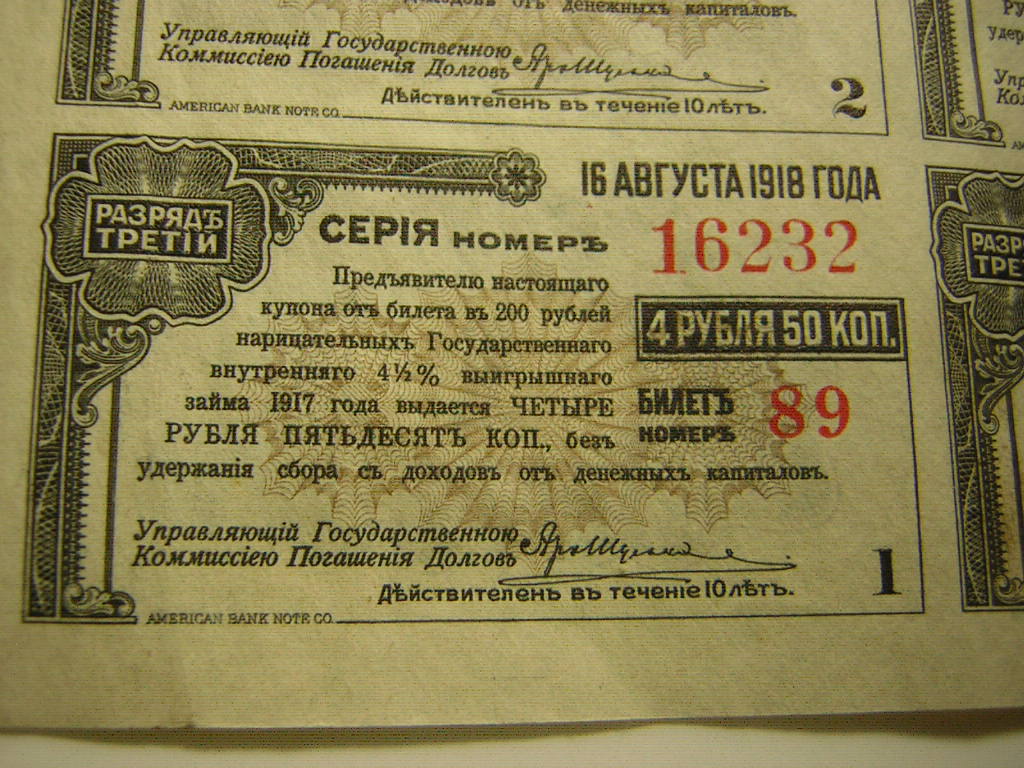 доходовъ отъ денежныхъ капиталовъ.
Управляющій Государственною
Коммиссіею Погашенія Долговъ
Дѣйствителенъ въ теченіе 10 лѣтъ.
AMERICAN BANK NOTE CO.
2
РАЗРЯДЪ
ТРЕТІЙ
16 АВГУСТА 1918 ГОДА
СЕРІЯ НОМЕРЪ
16232
Предъявителю настоящаго
купона отъ билета въ 200 рублей
нарицательныхъ Государственнаго
внутренняго 4½% выигрышнаго
займа 1917 года выдается ЧЕТЫРЕ
РУБЛЯ ПЯТЬДЕСЯТЪ КОП., безъ
удержанія сбора съ доходовъ отъ денежныхъ капиталовъ.
4 РУБЛЯ 50 КОП.
БИЛЕТЪ
НОМЕРЪ
89
Управляющій Государственною
Коммиссіею Погашенія Долговъ
Дѣйствителенъ въ теченіе 10 лѣтъ.
AMERICAN BANK NOTE CO.
1